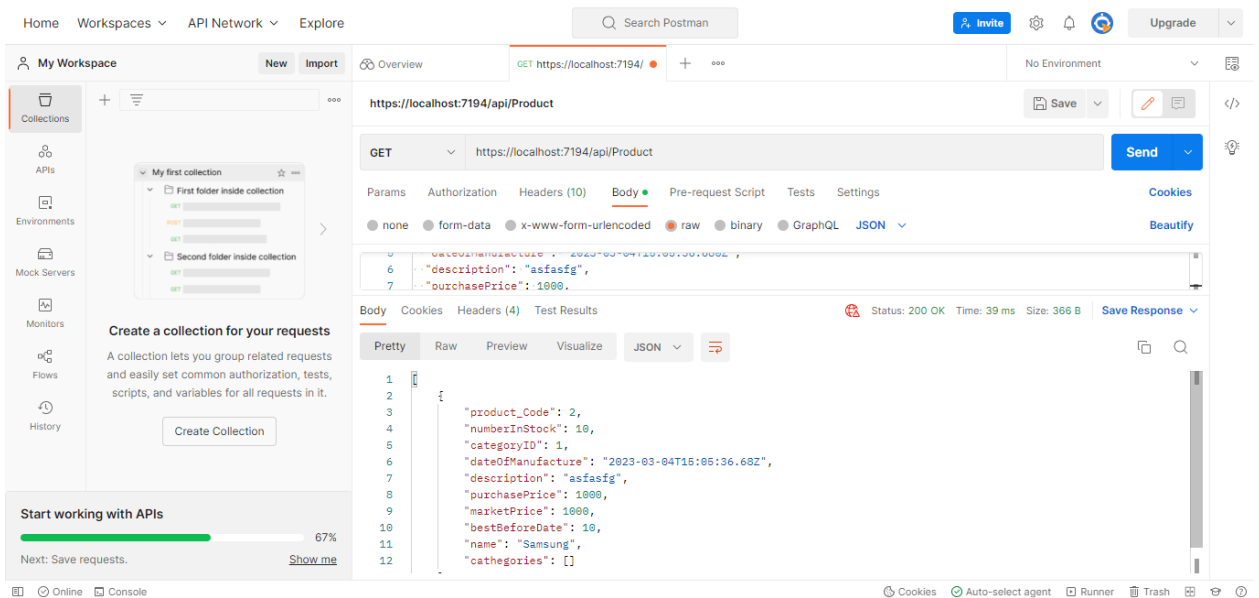 Home Workspaces API Network Explore Search Postman Invite Upgrade
My Workspace New Import Overview GET https://localhost:7194/ No Environment
Collections
APIs
Environments
Mock Servers
Monitors
Flows
History
My first collection
First folder inside collection
GET
POST
GET
Second folder inside collection
GET
GET
Create a collection for your requests
A collection lets you group related requests
and easily set common authorization, tests,
scripts, and variables for all requests in it.
Create Collection
Start working with APIs
67%
Next: Save requests. Show me
https://localhost:7194/api/Product Save
GET https://localhost:7194/api/Product Send
Params Authorization Headers (10) Body Pre-request Script Tests Settings Cookies
none form-data x-www-form-urlencoded raw binary GraphQL JSON Beautify
6 "description": "asfasfg",
7 "purchasePrice": 1000,
Body Cookies Headers (4) Test Results Status: 200 OK Time: 39 ms Size: 366 B Save Response
Pretty Raw Preview Visualize JSON
1 [
2 {
3 "product_Code": 2,
4 "numberInStock": 10,
5 "categoryID": 1,
6 "dateOfManufacture": "2023-03-04T15:05:36.68Z",
7 "description": "asfasfg",
8 "purchasePrice": 1000,
9 "marketPrice": 1000,
10 "bestBeforeDate": 10,
11 "name": "Samsung",
12 "cathegories": []
Online Console Cookies Auto-select agent Runner Trash